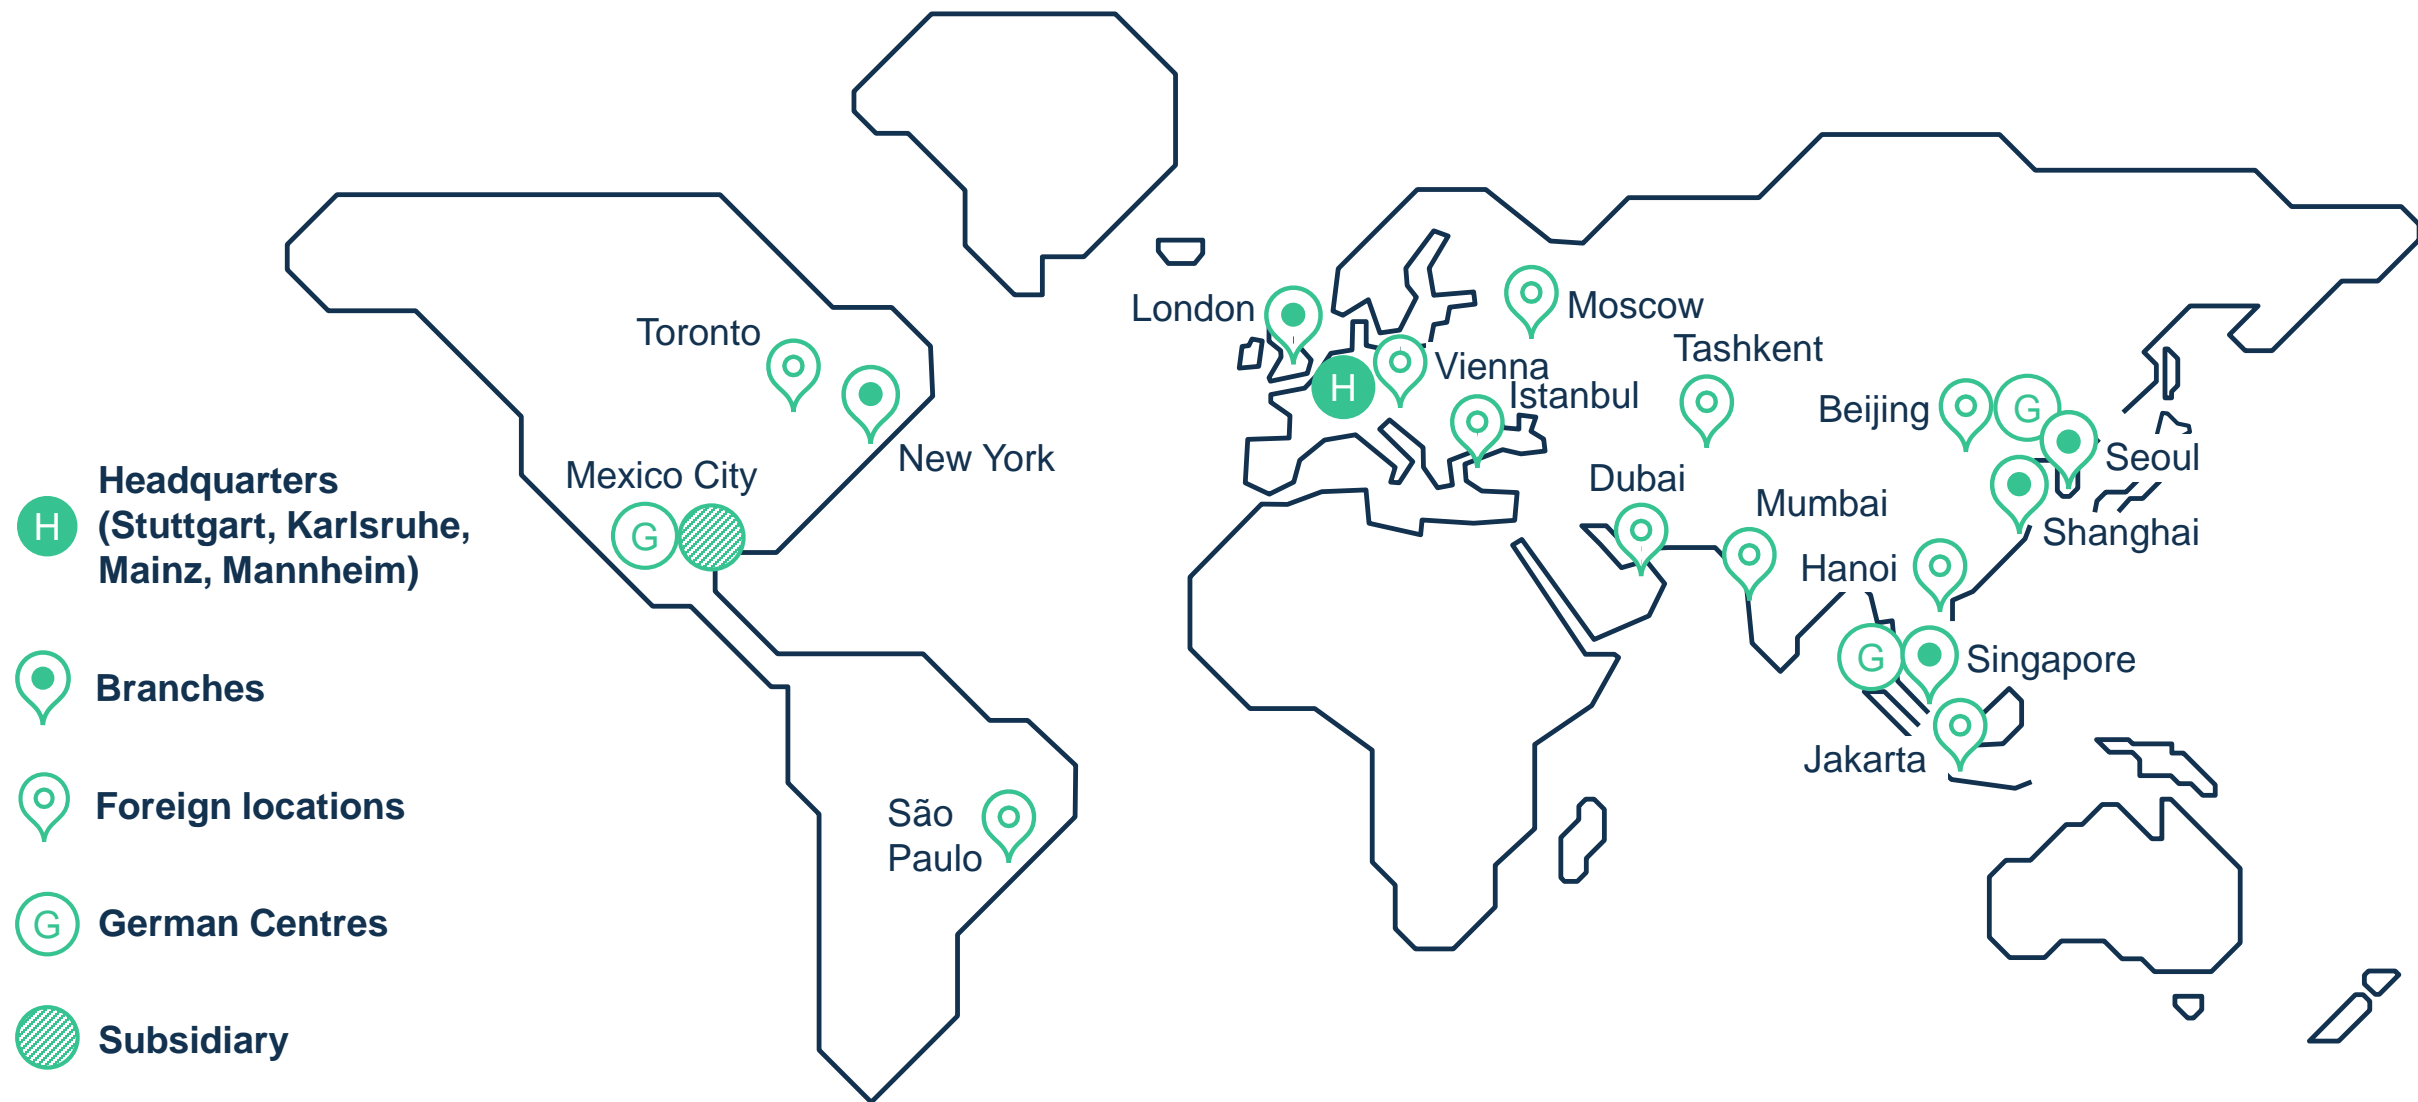 Toronto
New York
Mexico City
G
São
Paulo
London
H
Vienna
Istanbul
Moscow
Tashkent
Dubai
Mumbai
Beijing
G
Seoul
Shanghai
Hanoi
G
Singapore
Jakarta
H
Headquarters
(Stuttgart, Karlsruhe,
Mainz, Mannheim)
Branches
Foreign locations
G
German Centres
Subsidiary